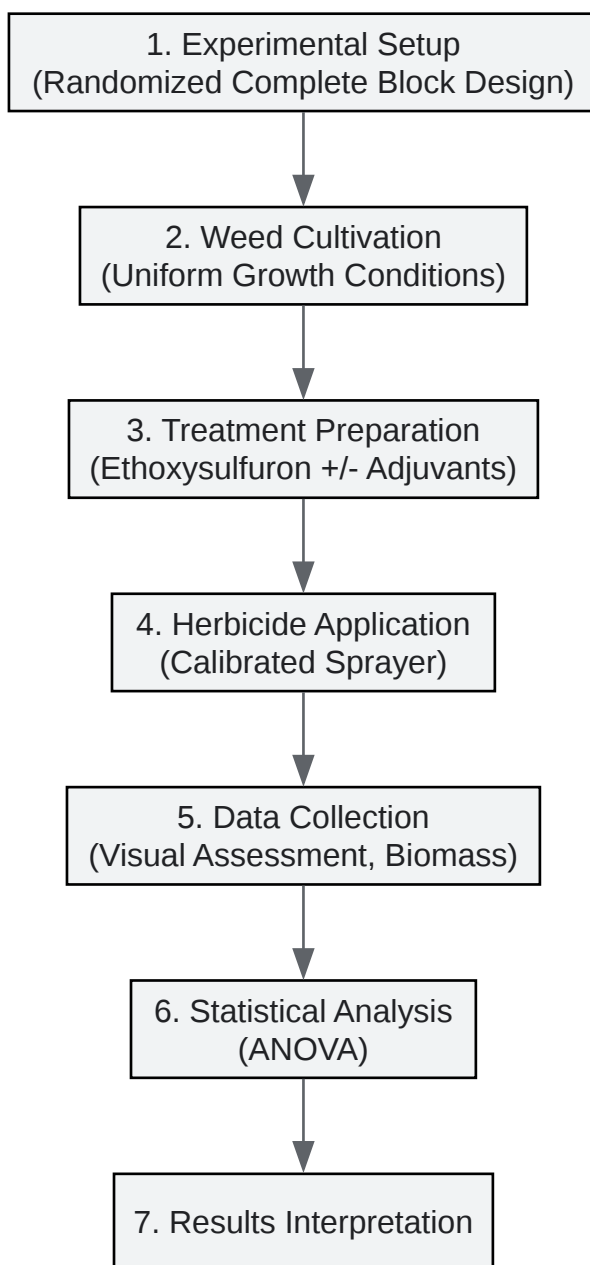 1. Experimental Setup
(Randomized Complete Block Design)
2. Weed Cultivation
(Uniform Growth Conditions)
3. Treatment Preparation
(Ethoxysulfuron +/- Adjuvants)
4. Herbicide Application
(Calibrated Sprayer)
5. Data Collection
(Visual Assessment, Biomass)
6. Statistical Analysis
(ANOVA)
7. Results Interpretation